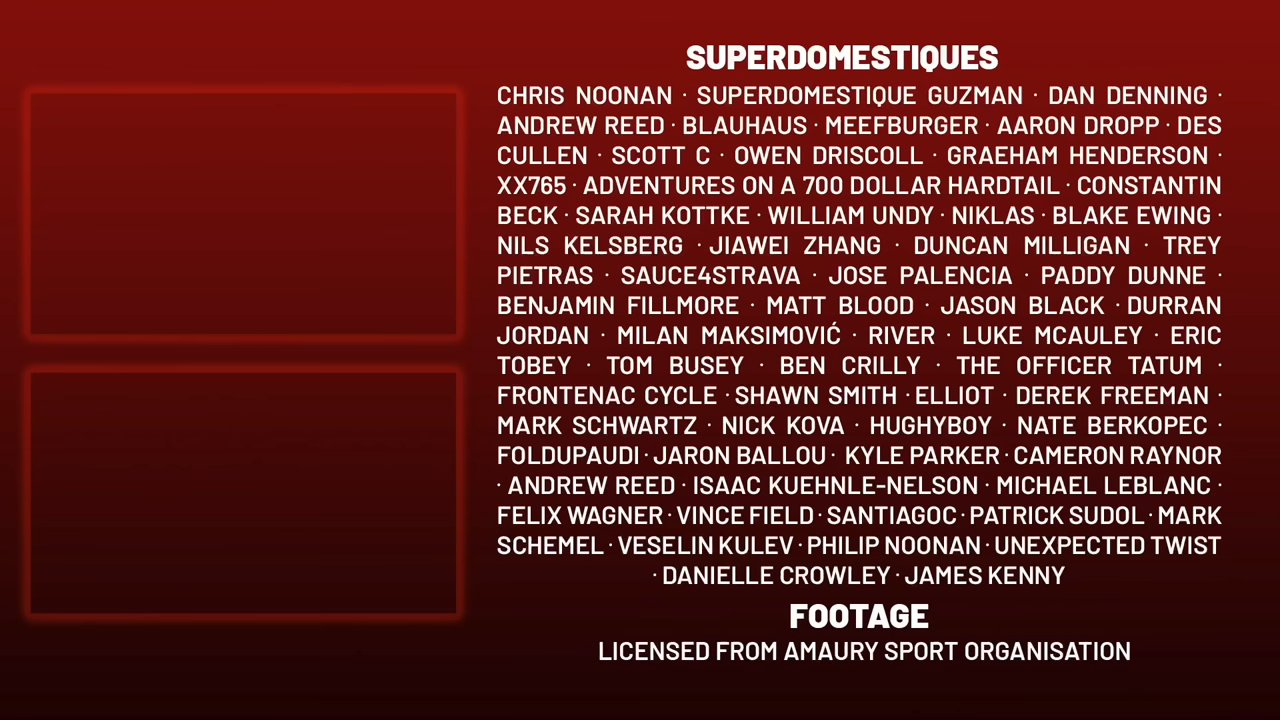 SUPERDOMESTIQUES
CHRIS NOONAN · SUPERDOMESTIQUE GUZMAN · DAN DENNING ·
ANDREW REED · BLAUHAUS · MEEFBURGER · AARON DROPP · DES
CULLEN · SCOTT C · OWEN DRISCOLL · GRAEHAM HENDERSON ·
XX765 · ADVENTURES ON A 700 DOLLAR HARDTAIL · CONSTANTIN
BECK · SARAH KOTTKE · WILLIAM UNDY · NIKLAS · BLAKE EWING ·
NILS KELSBERG · JIAWEI ZHANG · DUNCAN MILLIGAN · TREY
PIETRAS · SAUCE4STRAVA · JOSE PALENCIA · PADDY DUNNE ·
BENJAMIN FILLMORE · MATT BLOOD · JASON BLACK · DURRAN
JORDAN · MILAN MAKSIMOVIĆ · RIVER · LUKE MCAULEY · ERIC
TOBEY · TOM BUSEY · BEN CRILLY · THE OFFICER TATUM ·
FRONTENAC CYCLE · SHAWN SMITH · ELLIOT · DEREK FREEMAN ·
MARK SCHWARTZ · NICK KOVA · HUGHYBOY · NATE BERKOPEC ·
FOLDUPAUDI · JARON BALLOU · KYLE PARKER · CAMERON RAYNOR
· ANDREW REED · ISAAC KUEHNLE-NELSON · MICHAEL LEBLANC ·
FELIX WAGNER · VINCE FIELD · SANTIAGOC · PATRICK SUDOL · MARK
SCHEMEL · VESELIN KULEV · PHILIP NOONAN · UNEXPECTED TWIST
· DANIELLE CROWLEY · JAMES KENNY
FOOTAGE
LICENSED FROM AMAURY SPORT ORGANISATION